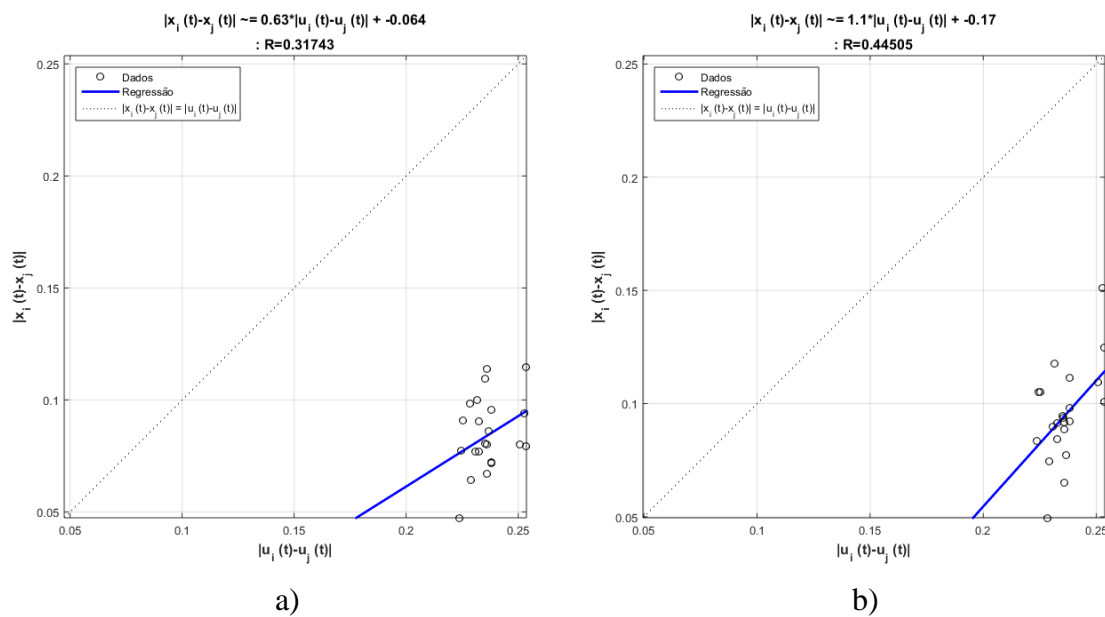 |x_i (t)-x_j (t)| ~= 0.63*|u_i (t)-u_j (t)| + -0.064
: R=0.31743
0.25
0.2
0.15
0.1
0.05
|x_i (t)-x_j (t)|
Dados
Regressão
|x_i (t)-x_j (t)| = |u_i (t)-u_j (t)|
0.05 0.1 0.15 0.2 0.25
|u_i (t)-u_j (t)|
a)
|x_i (t)-x_j (t)| ~= 1.1*|u_i (t)-u_j (t)| + -0.17
: R=0.44505
0.25
0.2
0.15
0.1
0.05
|x_i (t)-x_j (t)|
Dados
Regressão
|x_i (t)-x_j (t)| = |u_i (t)-u_j (t)|
0.05 0.1 0.15 0.2 0.25
|u_i (t)-u_j (t)|
b)